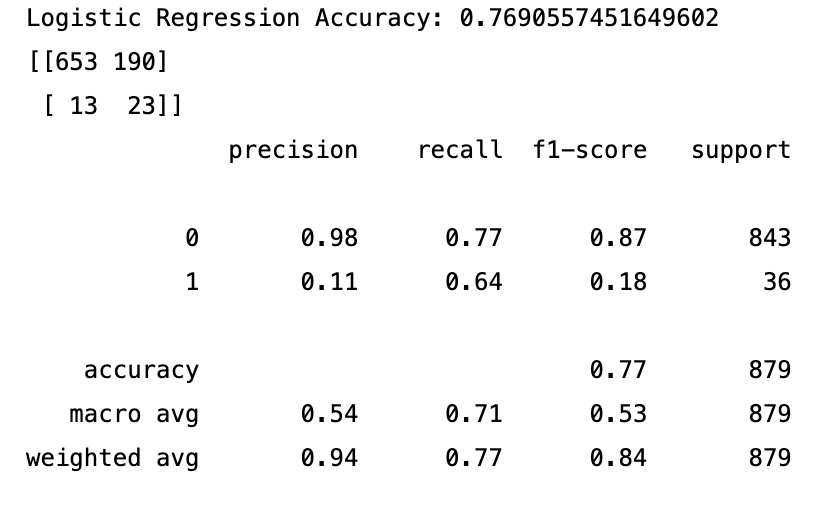 Logistic Regression Accuracy: 0.7690557451649602
[[653 190]
 [ 13  23]]
              precision    recall  f1-score   support

           0       0.98      0.77      0.87       843
           1       0.11      0.64      0.18        36

    accuracy                           0.77       879
   macro avg       0.54      0.71      0.53       879
weighted avg       0.94      0.77      0.84       879